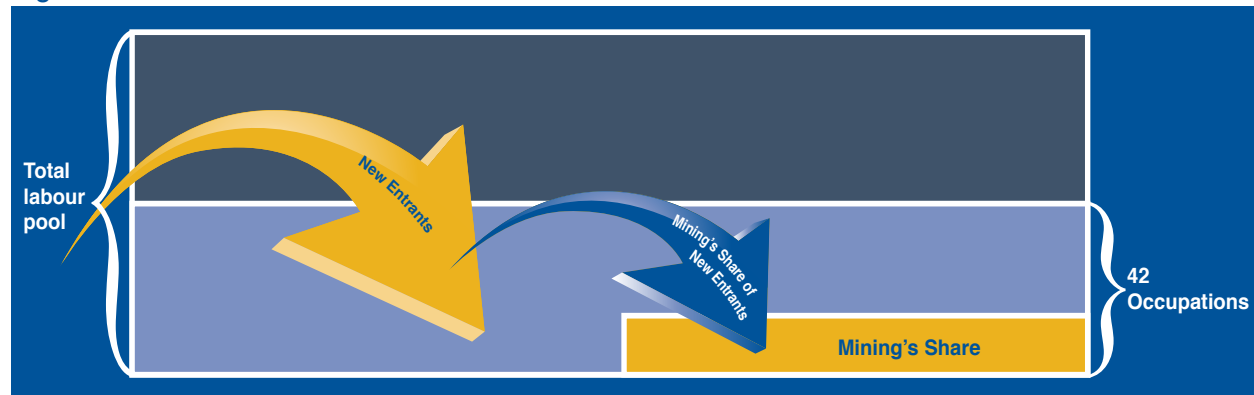 Total
labour
pool
New Entrants
Mining's Share of
New Entrants
42
Occupations
Mining's Share